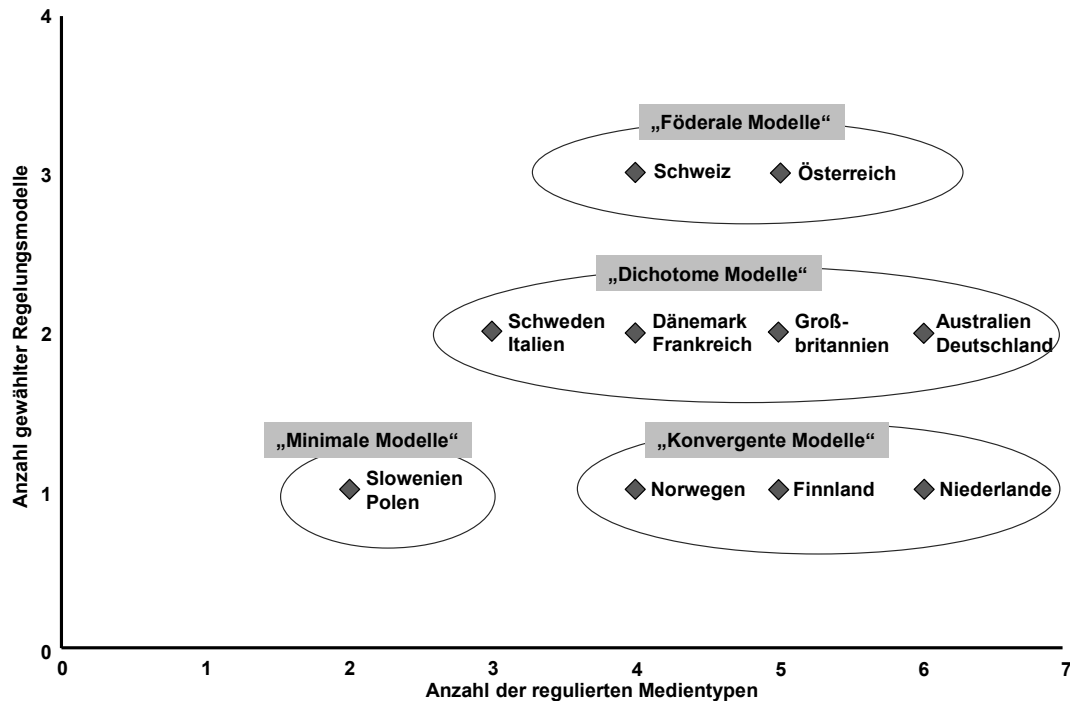 4
„Föderale Modelle“
3
Schweiz
Österreich
„Dichotome Modelle“
2
Schweden
Italien
Dänemark
Frankreich
Groß-
britannien
Australien
Deutschland
„Minimale Modelle“
„Konvergente Modelle“
1
Slowenien
Polen
Norwegen
Finnland
Niederlande
0
Anzahl gewählter Regelungsmodelle
0 1 2 3 4 5 6 7
Anzahl der regulierten Medientypen